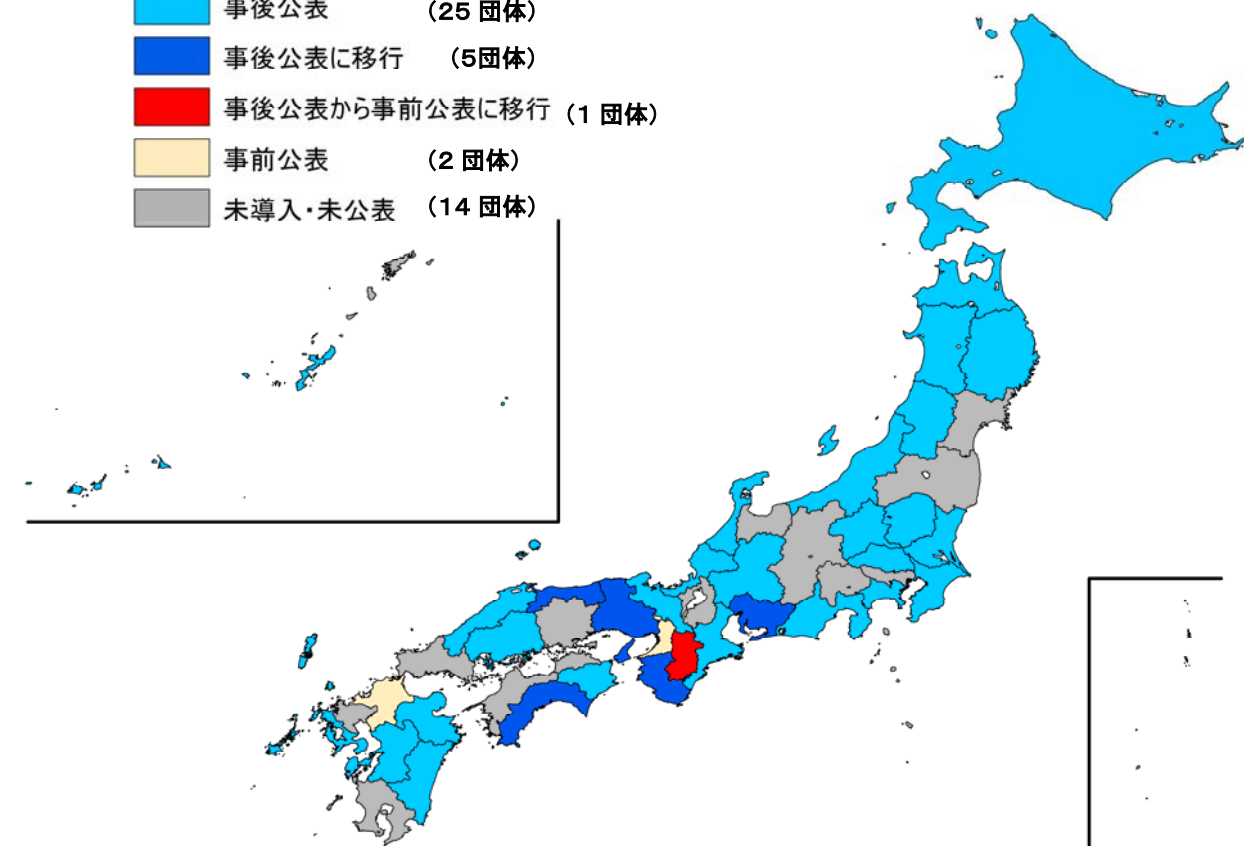 事後公表 （25 団体）
事後公表に移行 （5団体）
事後公表から事前公表に移行 （1 団体）
事前公表 （2 団体）
未導入・未公表 （14 団体）